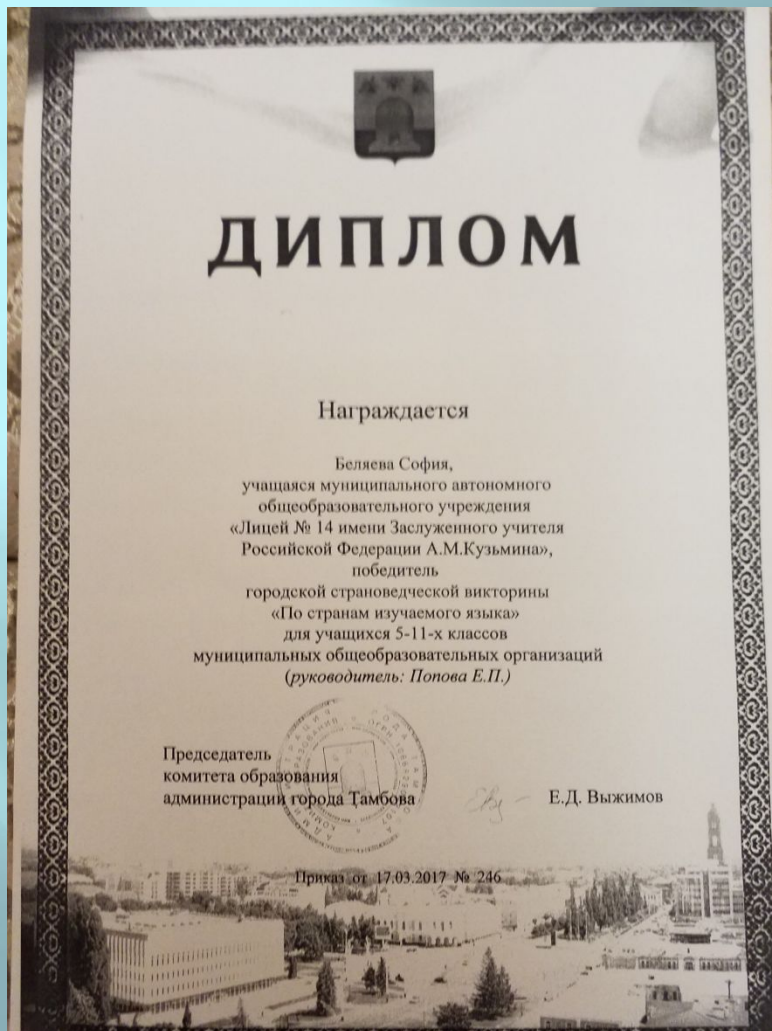 ДИПЛОМ
Награждается
Беляева София,
учащаяся муниципального автономного
общеобразовательного учреждения
«Лицей № 14 имени Заслуженного учителя
Российской Федерации А.М.Кузьмина»,
победитель
городской страноведческой викторины
«По странам изучаемого языка»
для учащихся 5-11-х классов
муниципальных общеобразовательных организаций
(руководитель: Попова Е.П.)
Председатель
комитета образования
администрации города Тамбова
Е.Д. Выжимов
Приказ от 17.03.2017 № 246